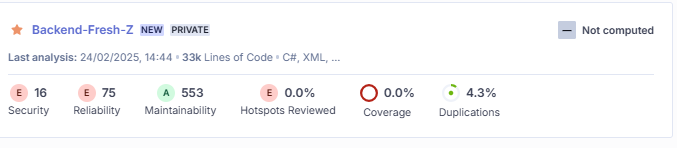 Backend-Fresh-Z NEW PRIVATE — Not computed
Last analysis: 24/02/2025, 14:44 • 33k Lines of Code • C#, XML, ...
E 16 E 75 A 553 E 0.0% 0.0% 4.3%
Security Reliability Maintainability Hotspots Reviewed Coverage Duplications